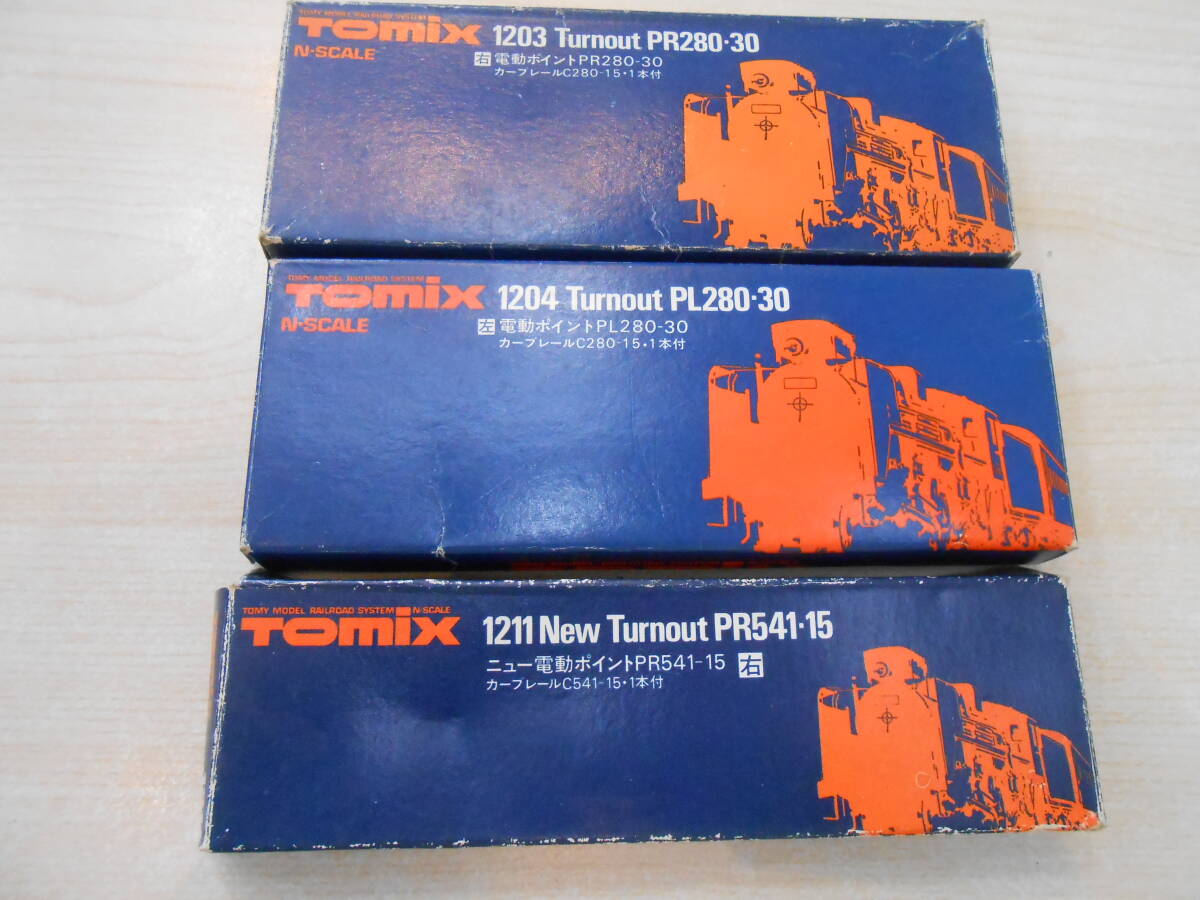 TOMY MODEL RAILROAD SYSTEM
TOMIX 1203 Turnout PR280·30
N·SCALE
右 電動ポイントPR280-30
カーブレールC280-15·1本付
TOMY MODEL RAILROAD SYSTEM
TOMIX 1204 Turnout PL280·30
N·SCALE
左 電動ポイントPL280-30
カーブレールC280-15·1本付
TOMY MODEL RAILROAD SYSTEM N·SCALE
TOMIX 1211 New Turnout PR541·15
ニュー電動ポイントPR541-15 右
カーブレールC541-15·1本付